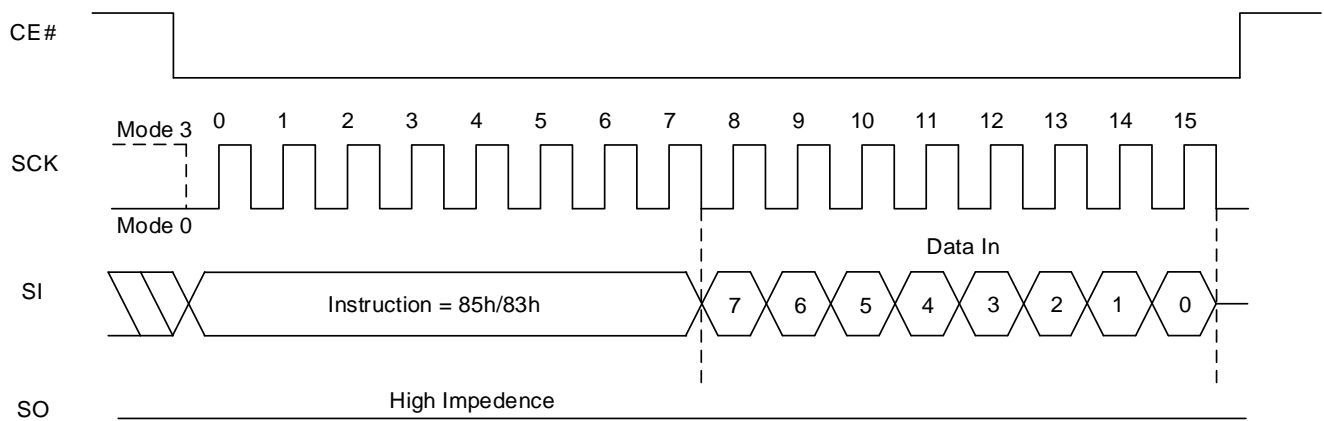 CE#
Mode 3 0 1 2 3 4 5 6 7 8 9 10 11 12 13 14 15
SCK
Mode 0
Data In
SI Instruction = 85h/83h 7 6 5 4 3 2 1 0
High Impedence
SO